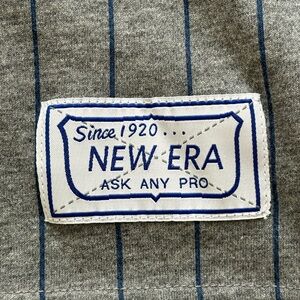 Since 1920...
NEW ERA
ASK ANY PRO